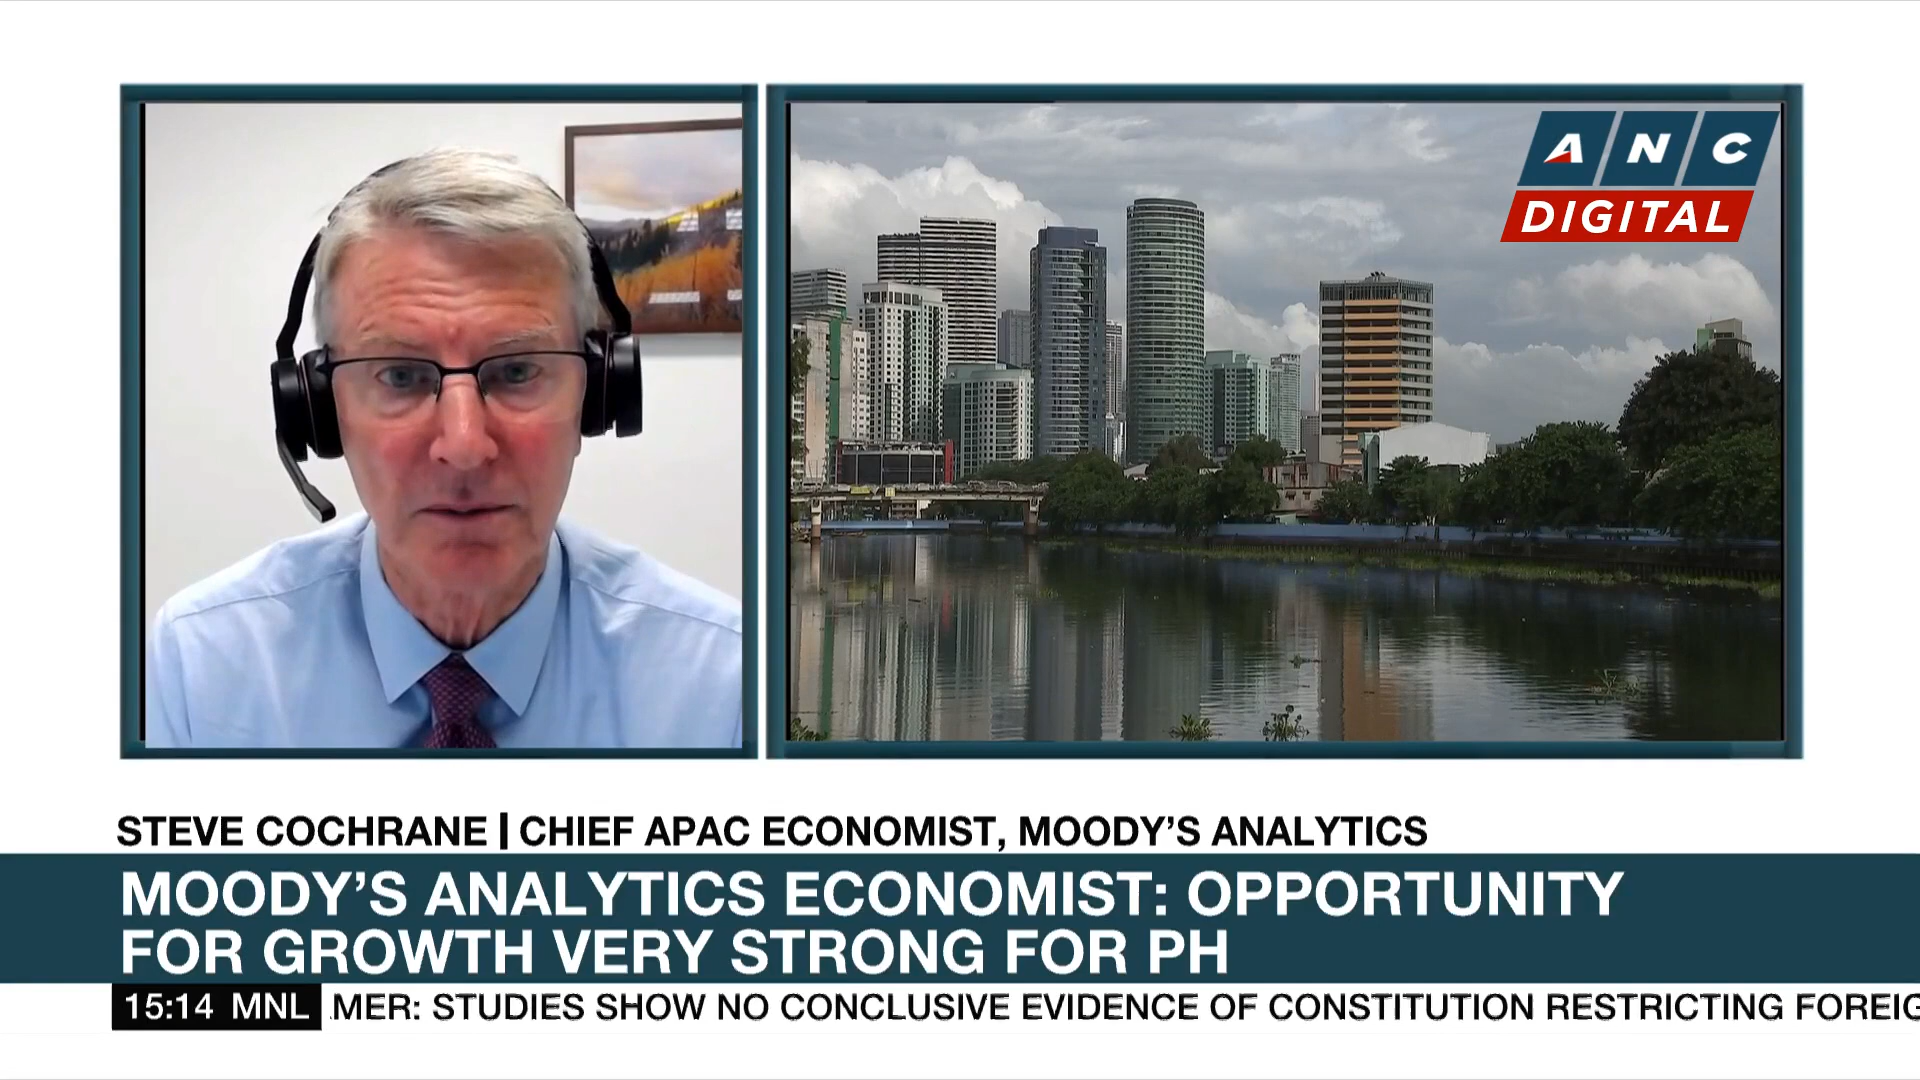 ANC
DIGITAL
STEVE COCHRANE | CHIEF APAC ECONOMIST, MOODY'S ANALYTICS
MOODY'S ANALYTICS ECONOMIST: OPPORTUNITY
FOR GROWTH VERY STRONG FOR PH
15:14 MNL MER: STUDIES SHOW NO CONCLUSIVE EVIDENCE OF CONSTITUTION RESTRICTING FOREIG